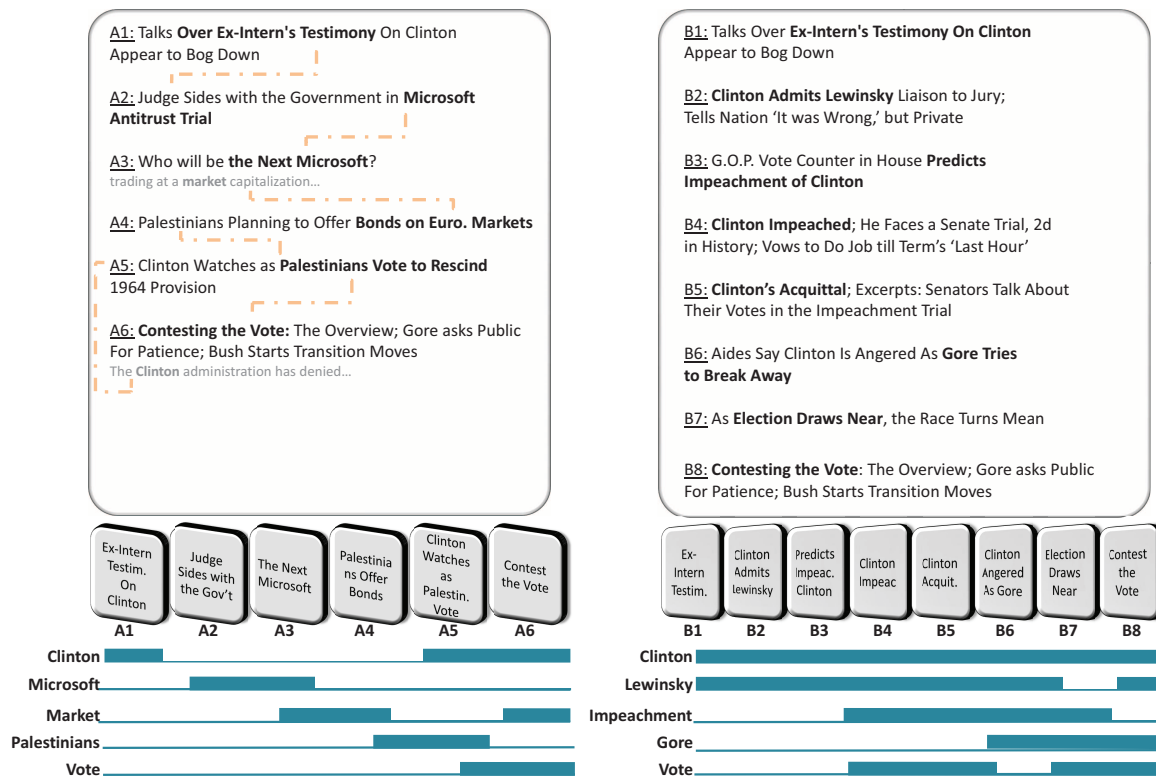 A1: Talks Over Ex-Intern's Testimony On Clinton
Appear to Bog Down
A2: Judge Sides with the Government in Microsoft
Antitrust Trial
A3: Who will be the Next Microsoft?
trading at a market capitalization…
A4: Palestinians Planning to Offer Bonds on Euro. Markets
A5: Clinton Watches as Palestinians Vote to Rescind
1964 Provision
A6: Contesting the Vote: The Overview; Gore asks Public
For Patience; Bush Starts Transition Moves
The Clinton administration has denied…
Ex-Intern
Testim.
On
Clinton
Judge
Sides with
the Gov't
The Next
Microsoft
Palestinia
ns Offer
Bonds
Clinton
Watches
as
Palestin.
Vote
Contest
the Vote
A1 A2 A3 A4 A5 A6
Clinton
Microsoft
Market
Palestinians
Vote
B1: Talks Over Ex-Intern's Testimony On Clinton
Appear to Bog Down
B2: Clinton Admits Lewinsky Liaison to Jury;
Tells Nation ‘It was Wrong,’ but Private
B3: G.O.P. Vote Counter in House Predicts
Impeachment of Clinton
B4: Clinton Impeached; He Faces a Senate Trial, 2d
in History; Vows to Do Job till Term’s ‘Last Hour’
B5: Clinton’s Acquittal; Excerpts: Senators Talk About
Their Votes in the Impeachment Trial
B6: Aides Say Clinton Is Angered As Gore Tries
to Break Away
B7: As Election Draws Near, the Race Turns Mean
B8: Contesting the Vote: The Overview; Gore asks Public
For Patience; Bush Starts Transition Moves
Ex-
Intern
Testim.
Clinton
Admits
Lewinsky
Predicts
Impeac.
Clinton
Clinton
Impeac
Clinton
Acquit.
Clinton
Angered
As Gore
Election
Draws
Near
Contest
the
Vote
B1 B2 B3 B4 B5 B6 B7 B8
Clinton
Lewinsky
Impeachment
Gore
Vote